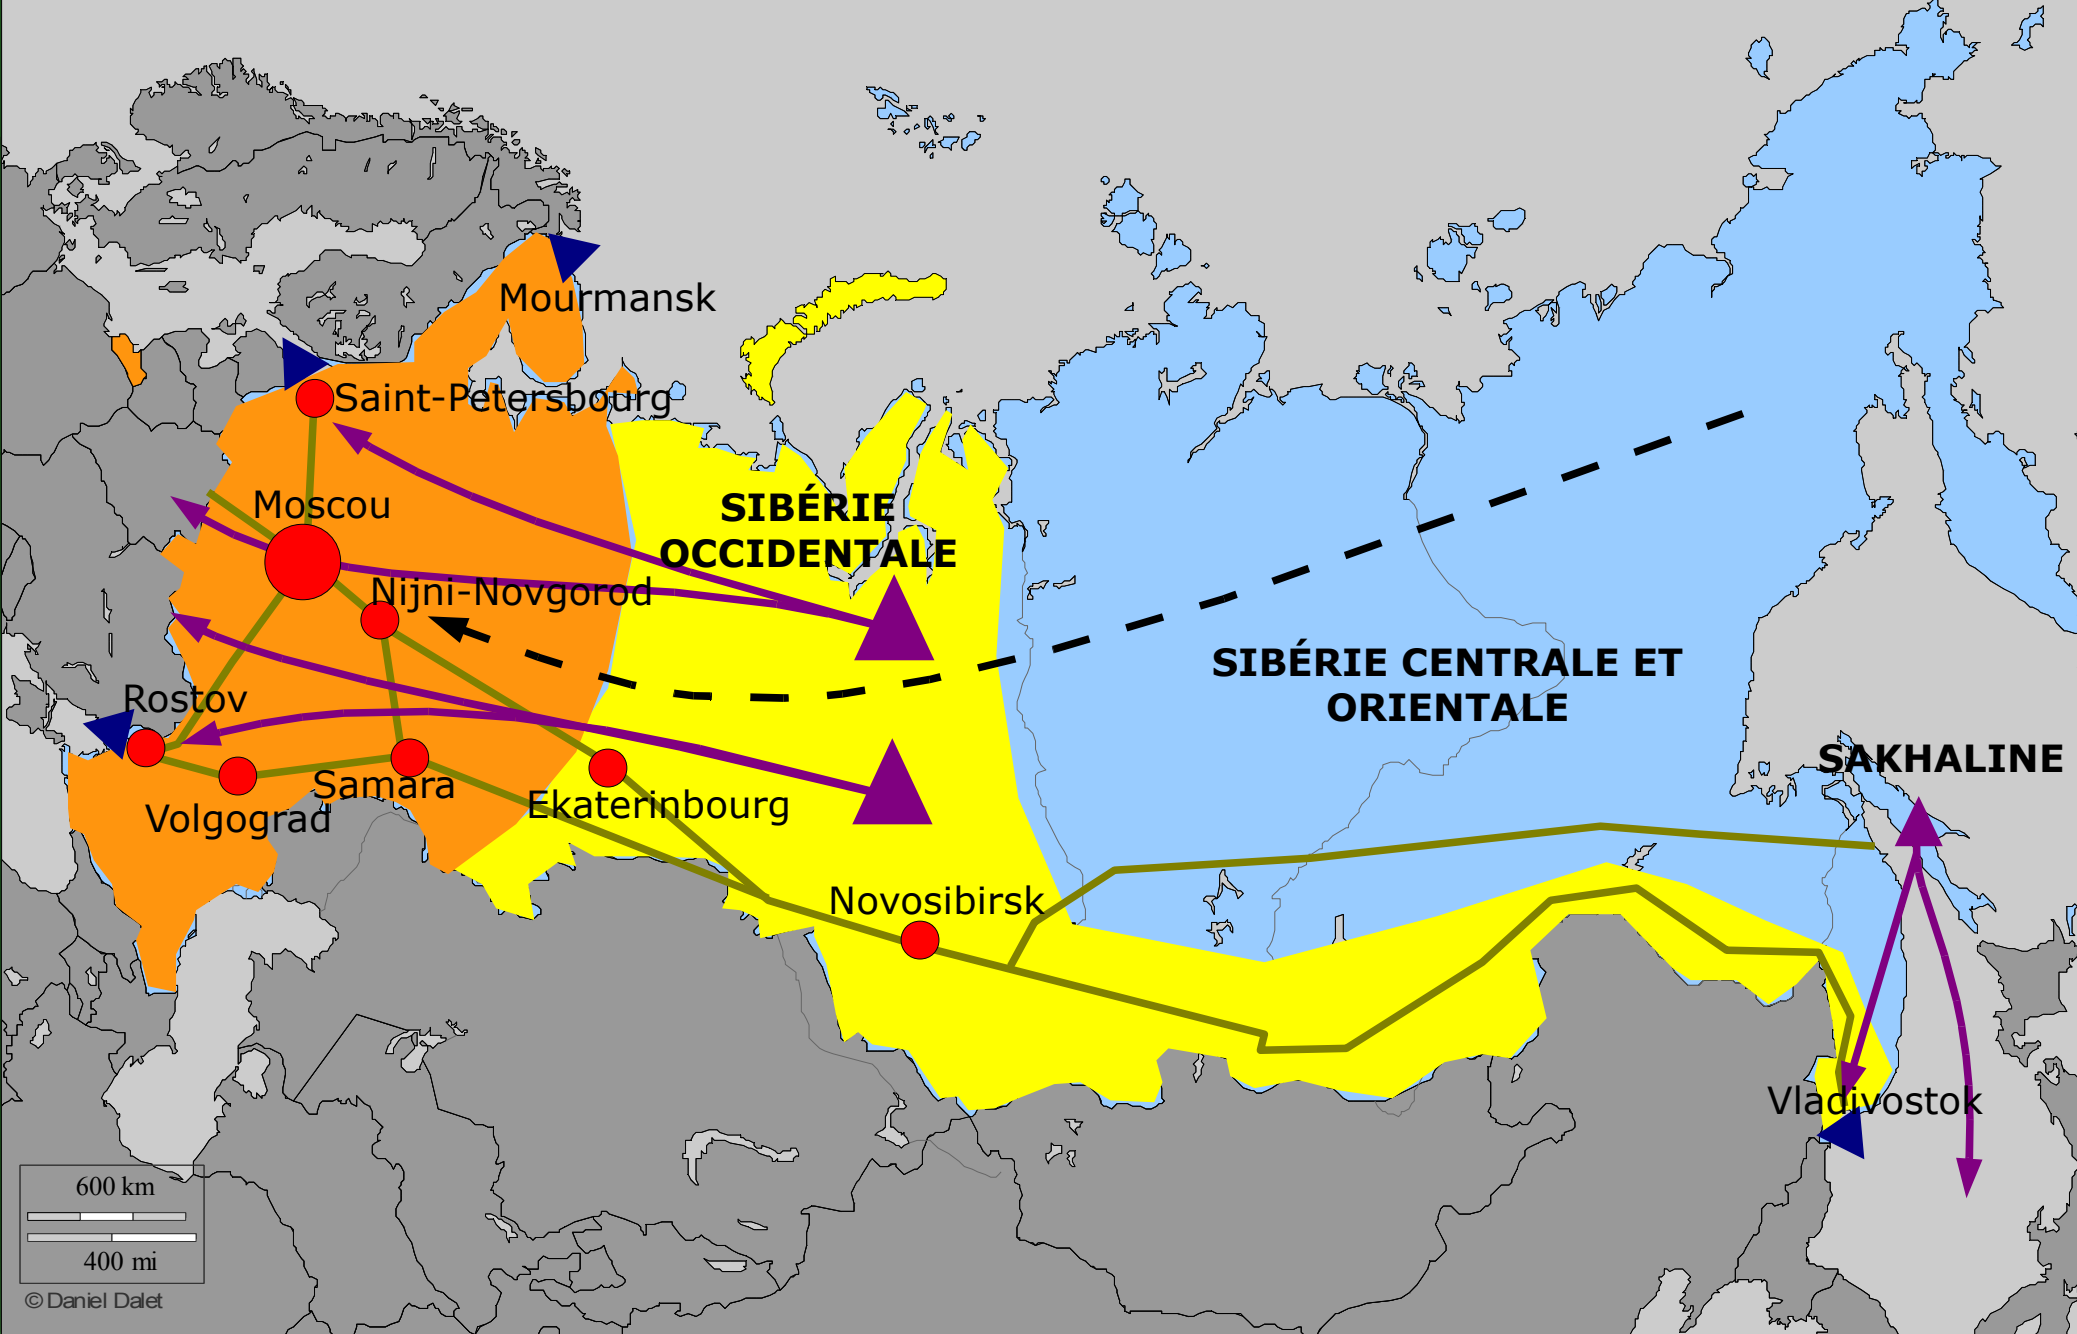 Mourmansk
Saint-Petersbourg
Moscou
SIBÉRIE
OCCIDENTALE
Nijni-Novgorod
SIBÉRIE CENTRALE ET
ORIENTALE
Rostov
SAKHALINE
Samara
Ekaterinbourg
Volgograd
Novosibirsk
Vladivostok
600 km
400 mi
© Daniel Dalet